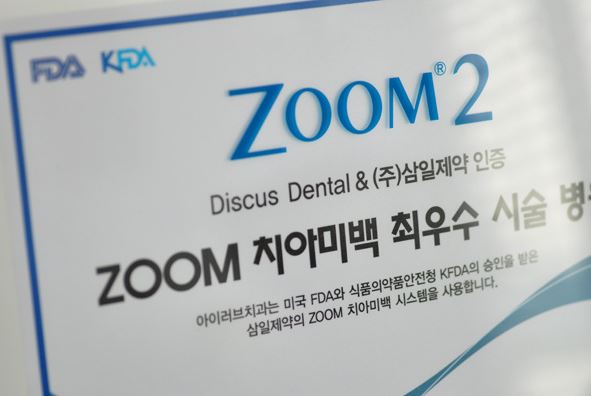 FDA KFDA
ZOOM® 2
Discus Dental & (주)삼일제약 인증
ZOOM 치아미백 최우수 시술
아이러브치과는 미국 FDA와 식품의약품안전청 KFDA의 승인을 받은
삼일제약의 ZOOM 치아미백 시스템을 사용합니다.